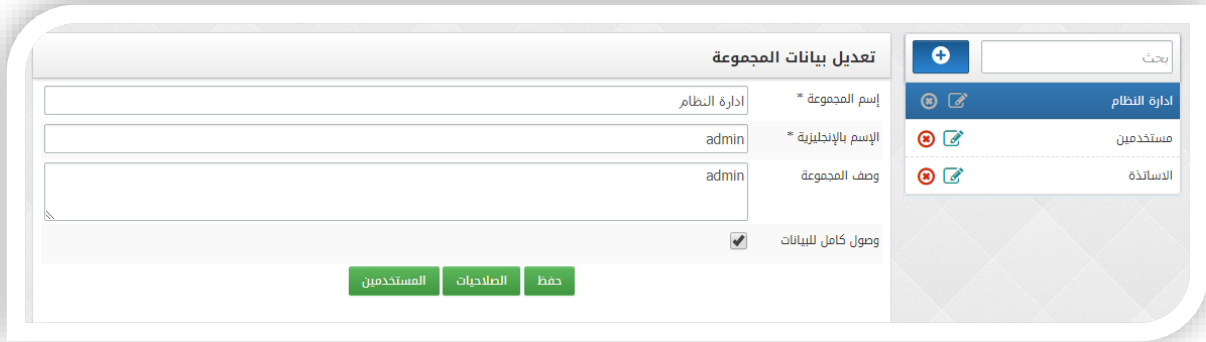 بحث
ادارة النظام
مستخدمين
الاساتذة
تعديل بيانات المجموعة
إسم المجموعة *
ادارة النظام
الإسم بالإنجليزية *
admin
وصف المجموعة
admin
وصول كامل للبيانات
حفظ
الصلاحيات
المستخدمين